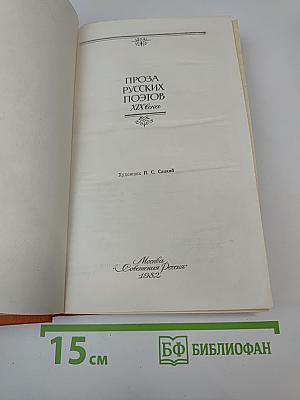 ПРОЗА
РУССКИХ
ПОЭТОВ
XIX века
Художник П. С. Сацкий
Москва
"Советская Россия"
1982
15 см
БФ БИБЛИОФАН